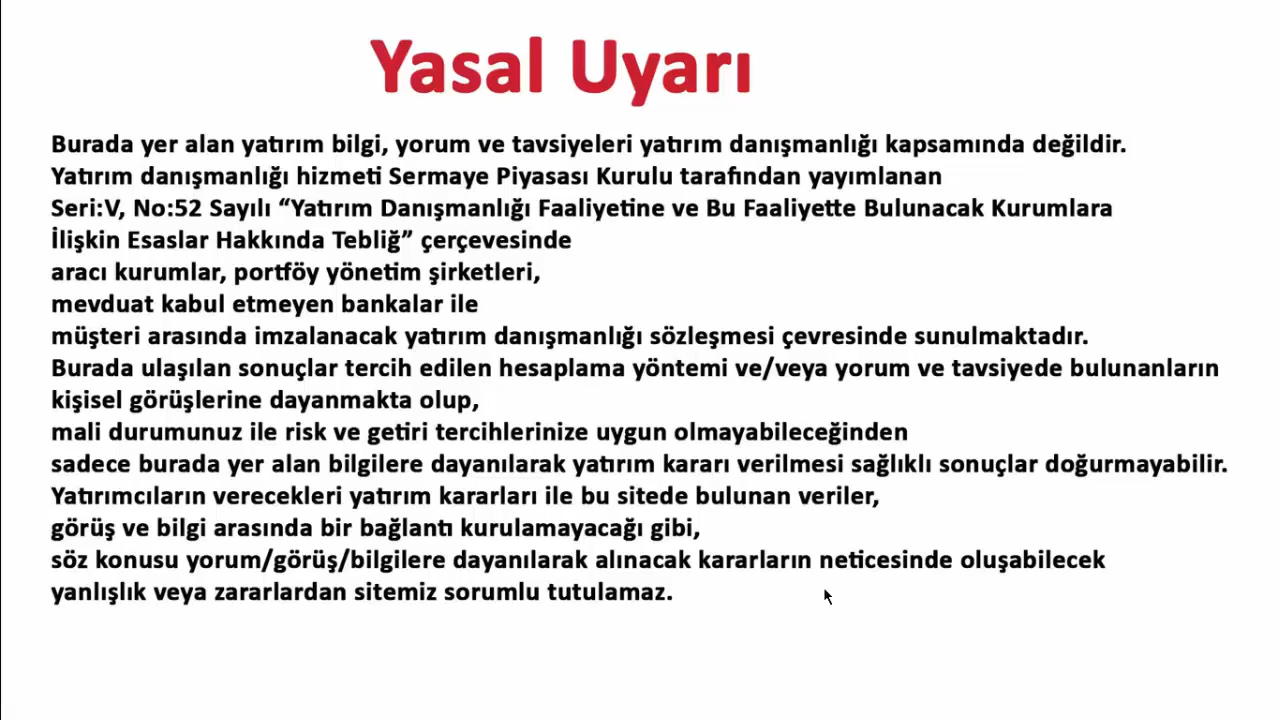 Yasal Uyarı
Burada yer alan yatırım bilgi, yorum ve tavsiyeleri yatırım danışmanlığı kapsamında değildir.
Yatırım danışmanlığı hizmeti Sermaye Piyasası Kurulu tarafından yayımlanan
Seri:V, No:52 Sayılı “Yatırım Danışmanlığı Faaliyetine ve Bu Faaliyette Bulunacak Kurumlara
İlişkin Esaslar Hakkında Tebliğ” çerçevesinde
aracı kurumlar, portföy yönetim şirketleri,
mevduat kabul etmeyen bankalar ile
müşteri arasında imzalanacak yatırım danışmanlığı sözleşmesi çevresinde sunulmaktadır.
Burada ulaşılan sonuçlar tercih edilen hesaplama yöntemi ve/veya yorum ve tavsiyede bulunanların
kişisel görüşlerine dayanmakta olup,
mali durumunuz ile risk ve getiri tercihlerinize uygun olmayabileceğinden
sadece burada yer alan bilgilere dayanılarak yatırım kararı verilmesi sağlıklı sonuçlar doğurmayabilir.
Yatırımcıların verecekleri yatırım kararları ile bu sitede bulunan veriler,
görüş ve bilgi arasında bir bağlantı kurulamayacağı gibi,
söz konusu yorum/görüş/bilgilere dayanılarak alınacak kararların neticesinde oluşabilecek
yanlışlık veya zararlardan sitemiz sorumlu tutulamaz.